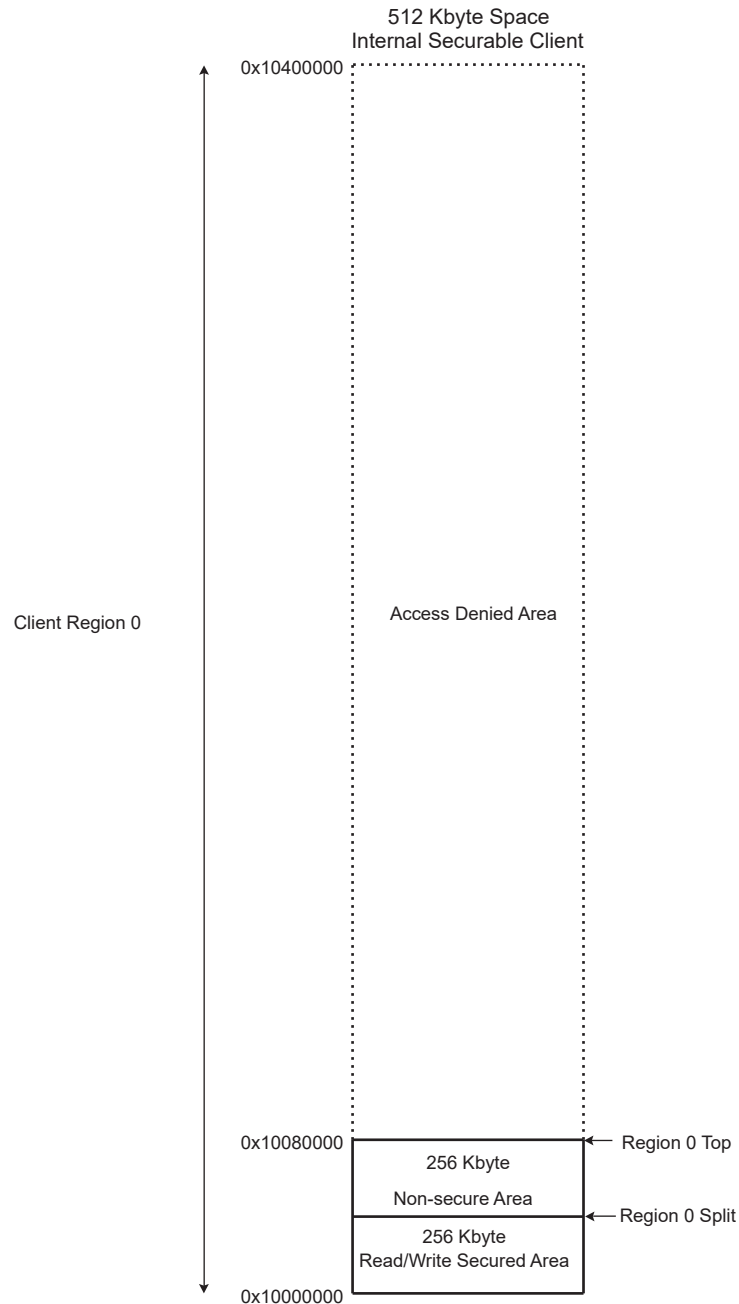 512 Kbyte Space
Internal Securable Client
0x10400000
Client Region 0
Access Denied Area
0x10080000
Region 0 Top
256 Kbyte
Non-secure Area
Region 0 Split
256 Kbyte
Read/Write Secured Area
0x10000000